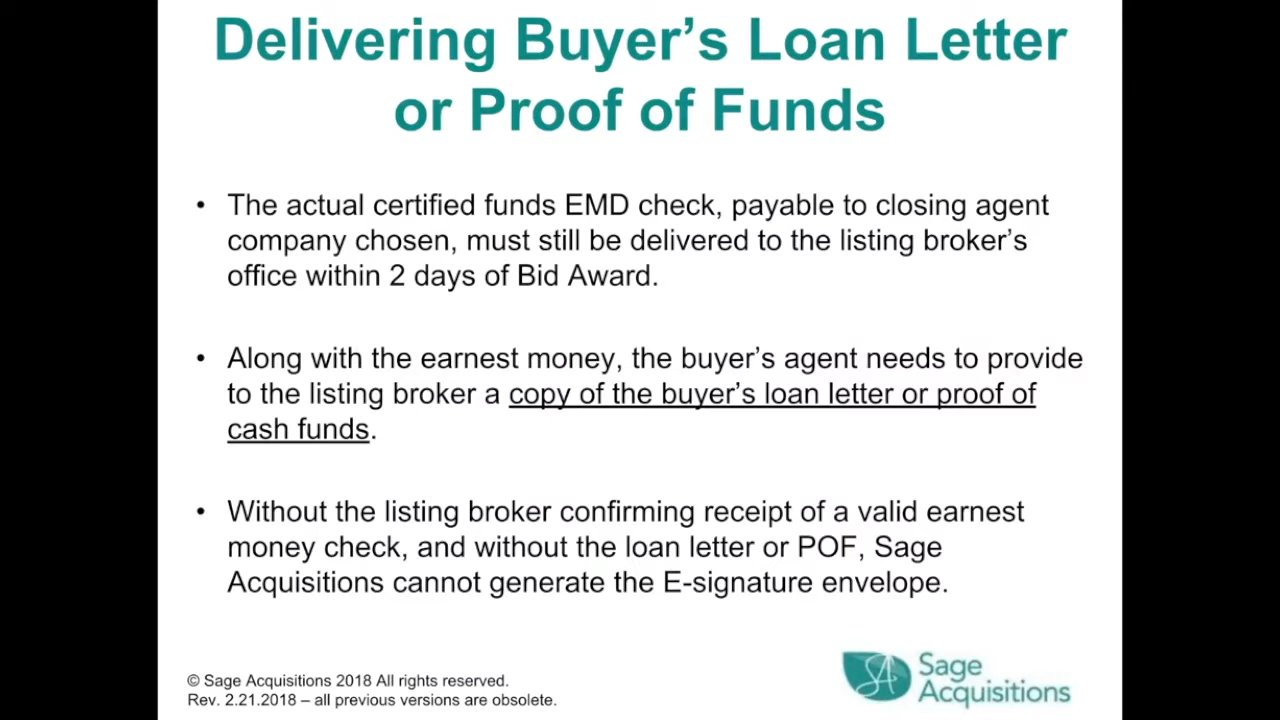 Delivering Buyer’s Loan Letter
or Proof of Funds
• The actual certified funds EMD check, payable to closing agent
company chosen, must still be delivered to the listing broker’s
office within 2 days of Bid Award.
• Along with the earnest money, the buyer’s agent needs to provide
to the listing broker a copy of the buyer’s loan letter or proof of
cash funds.
• Without the listing broker confirming receipt of a valid earnest
money check, and without the loan letter or POF, Sage
Acquisitions cannot generate the E-signature envelope.
© Sage Acquisitions 2018 All rights reserved.
Rev. 2.21.2018 – all previous versions are obsolete.
SA
Sage
Acquisitions